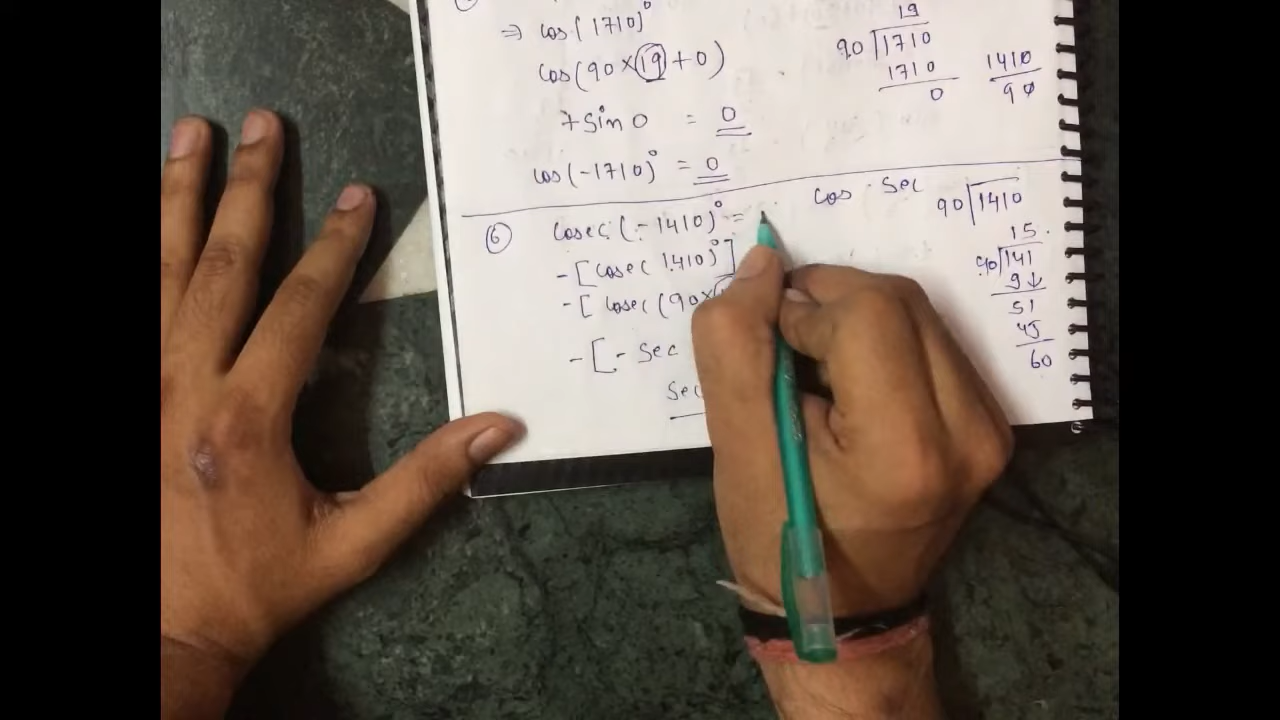 ⇒ cos(1710)°
cos(90×19+0)
7 sin 0 = 0
cos(-1710)° = 0
19
90 1710
1710
0
1410
90
6 cosec(-1410)° =
-[cosec 1410)°]
-[cosec(90×
-[-sec
sec
cos · sec
90 1410
15.
90 141
9↓
51
45
60